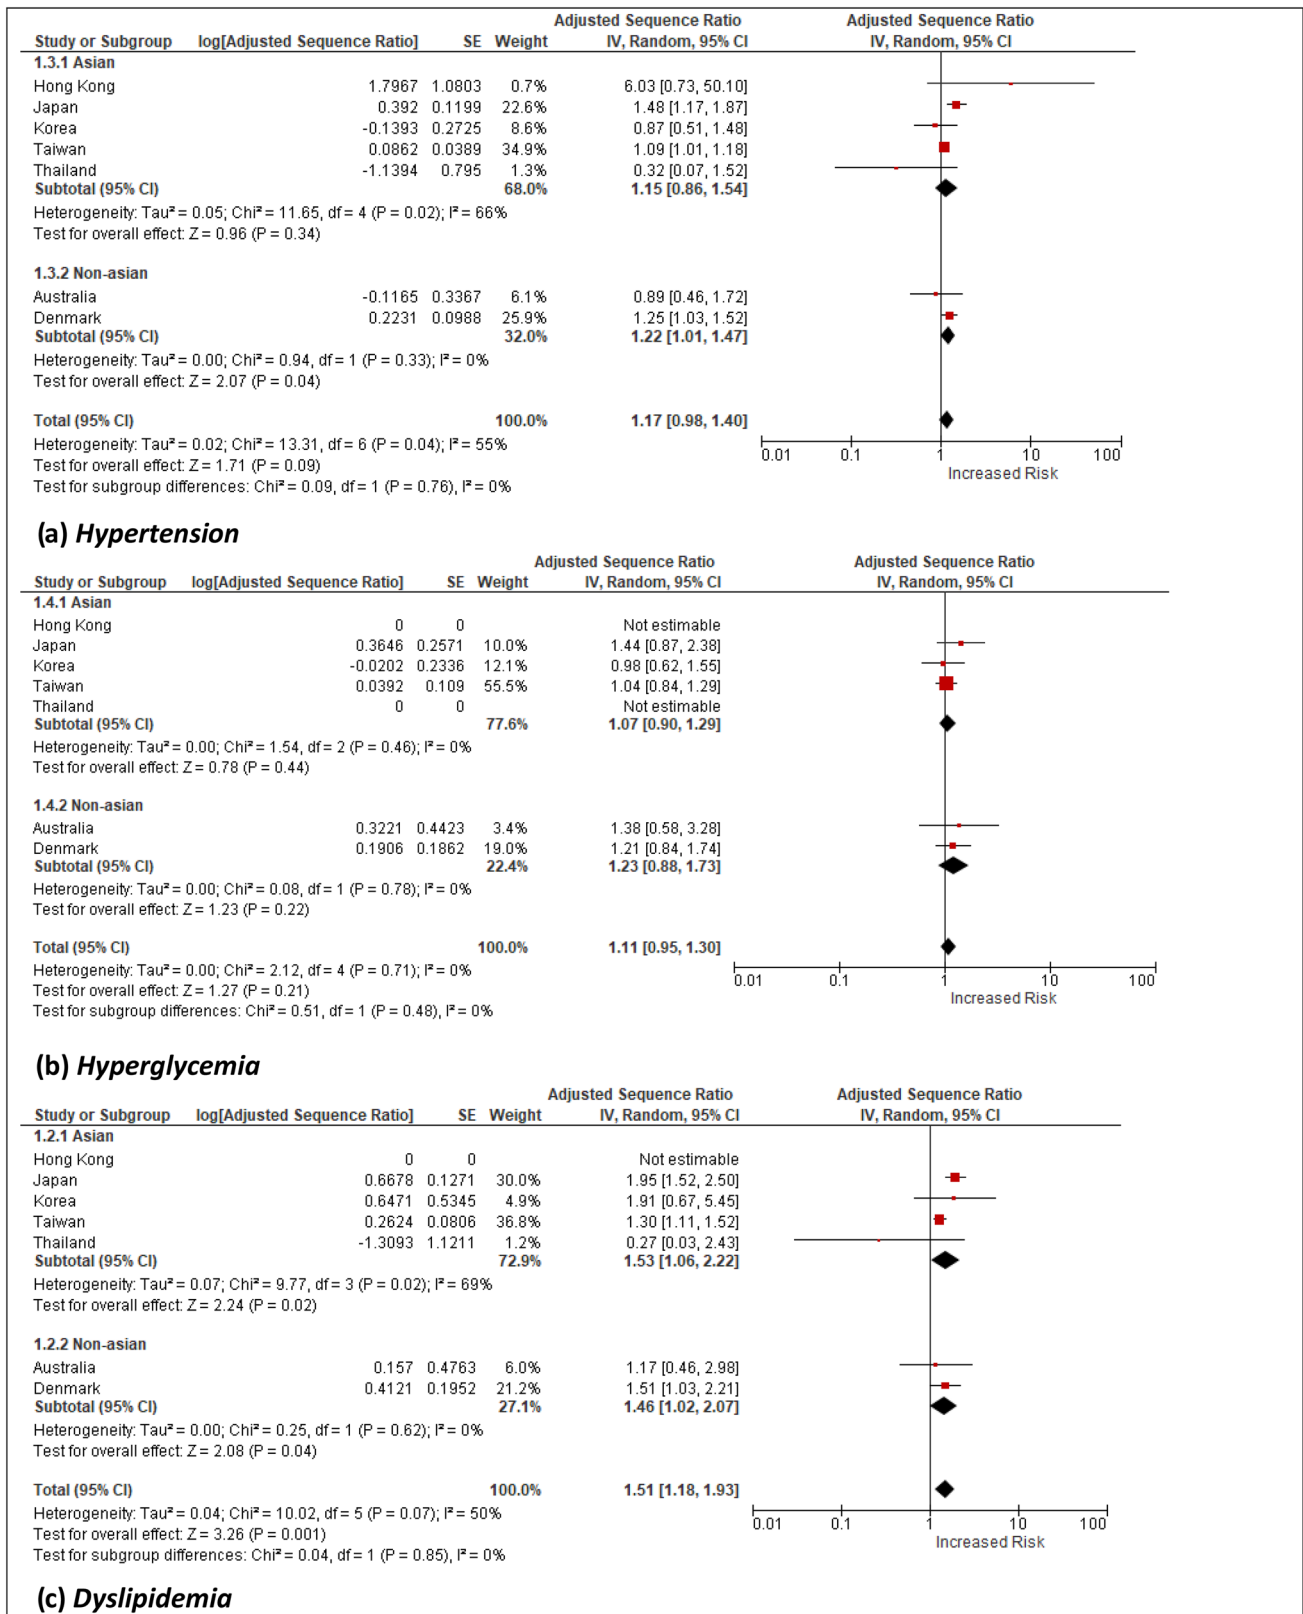 Adjusted Sequence Ratio Adjusted Sequence Ratio
Study or Subgroup log[Adjusted Sequence Ratio] SE Weight IV, Random, 95% CI IV, Random, 95% CI
1.3.1 Asian
Hong Kong 1.7967 1.0803 0.7% 6.03 [0.73, 50.10]
Japan 0.392 0.1199 22.6% 1.48 [1.17, 1.87]
Korea -0.1393 0.2725 8.6% 0.87 [0.51, 1.48]
Taiwan 0.0862 0.0389 34.9% 1.09 [1.01, 1.18]
Thailand -1.1394 0.795 1.3% 0.32 [0.07, 1.52]
Subtotal (95% CI) 68.0% 1.15 [0.86, 1.54]
Heterogeneity: Tau² = 0.05; Chi² = 11.65, df = 4 (P = 0.02); I² = 66%
Test for overall effect: Z = 0.96 (P = 0.34)
1.3.2 Non-asian
Australia -0.1165 0.3367 6.1% 0.89 [0.46, 1.72]
Denmark 0.2231 0.0988 25.9% 1.25 [1.03, 1.52]
Subtotal (95% CI) 32.0% 1.22 [1.01, 1.47]
Heterogeneity: Tau² = 0.00; Chi² = 0.94, df = 1 (P = 0.33); I² = 0%
Test for overall effect: Z = 2.07 (P = 0.04)
Total (95% CI) 100.0% 1.17 [0.98, 1.40]
Heterogeneity: Tau² = 0.02; Chi² = 13.31, df = 6 (P = 0.04); I² = 55%
Test for overall effect: Z = 1.71 (P = 0.09)
Test for subgroup differences: Chi² = 0.09, df = 1 (P = 0.76), I² = 0%
0.01 0.1 1 10 100
Increased Risk
(a) Hypertension
Adjusted Sequence Ratio Adjusted Sequence Ratio
Study or Subgroup log[Adjusted Sequence Ratio] SE Weight IV, Random, 95% CI IV, Random, 95% CI
1.4.1 Asian
Hong Kong 0 0 Not estimable
Japan 0.3646 0.2571 10.0% 1.44 [0.87, 2.38]
Korea -0.0202 0.2336 12.1% 0.98 [0.62, 1.55]
Taiwan 0.0392 0.109 55.5% 1.04 [0.84, 1.29]
Thailand 0 0 Not estimable
Subtotal (95% CI) 77.6% 1.07 [0.90, 1.29]
Heterogeneity: Tau² = 0.00; Chi² = 1.54, df = 2 (P = 0.46); I² = 0%
Test for overall effect: Z = 0.78 (P = 0.44)
1.4.2 Non-asian
Australia 0.3221 0.4423 3.4% 1.38 [0.58, 3.28]
Denmark 0.1906 0.1862 19.0% 1.21 [0.84, 1.74]
Subtotal (95% CI) 22.4% 1.23 [0.88, 1.73]
Heterogeneity: Tau² = 0.00; Chi² = 0.08, df = 1 (P = 0.78); I² = 0%
Test for overall effect: Z = 1.23 (P = 0.22)
Total (95% CI) 100.0% 1.11 [0.95, 1.30]
Heterogeneity: Tau² = 0.00; Chi² = 2.12, df = 4 (P = 0.71); I² = 0%
Test for overall effect: Z = 1.27 (P = 0.21)
Test for subgroup differences: Chi² = 0.51, df = 1 (P = 0.48), I² = 0%
0.01 0.1 1 10 100
Increased Risk
(b) Hyperglycemia
Adjusted Sequence Ratio Adjusted Sequence Ratio
Study or Subgroup log[Adjusted Sequence Ratio] SE Weight IV, Random, 95% CI IV, Random, 95% CI
1.2.1 Asian
Hong Kong 0 0 Not estimable
Japan 0.6678 0.1271 30.0% 1.95 [1.52, 2.50]
Korea 0.6471 0.5345 4.9% 1.91 [0.67, 5.45]
Taiwan 0.2624 0.0806 36.8% 1.30 [1.11, 1.52]
Thailand -1.3093 1.1211 1.2% 0.27 [0.03, 2.43]
Subtotal (95% CI) 72.9% 1.53 [1.06, 2.22]
Heterogeneity: Tau² = 0.07; Chi² = 9.77, df = 3 (P = 0.02); I² = 69%
Test for overall effect: Z = 2.24 (P = 0.02)
1.2.2 Non-asian
Australia 0.157 0.4763 6.0% 1.17 [0.46, 2.98]
Denmark 0.4121 0.1952 21.2% 1.51 [1.03, 2.21]
Subtotal (95% CI) 27.1% 1.46 [1.02, 2.07]
Heterogeneity: Tau² = 0.00; Chi² = 0.25, df = 1 (P = 0.62); I² = 0%
Test for overall effect: Z = 2.08 (P = 0.04)
Total (95% CI) 100.0% 1.51 [1.18, 1.93]
Heterogeneity: Tau² = 0.04; Chi² = 10.02, df = 5 (P = 0.07); I² = 50%
Test for overall effect: Z = 3.26 (P = 0.001)
Test for subgroup differences: Chi² = 0.04, df = 1 (P = 0.85), I² = 0%
0.01 0.1 1 10 100
Increased Risk
(c) Dyslipidemia